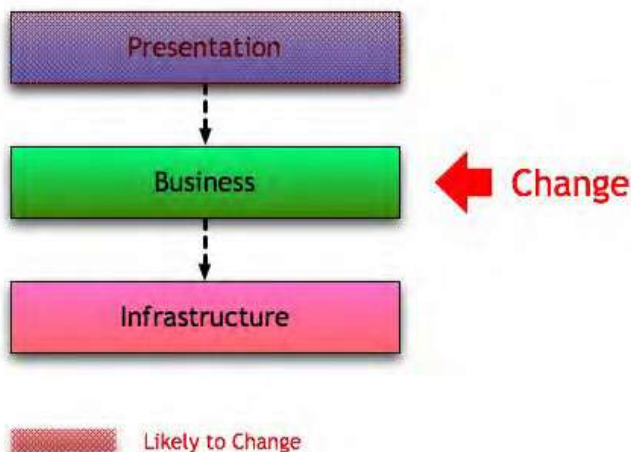 Presentation
Business
Change
Infrastructure
Likely to Change